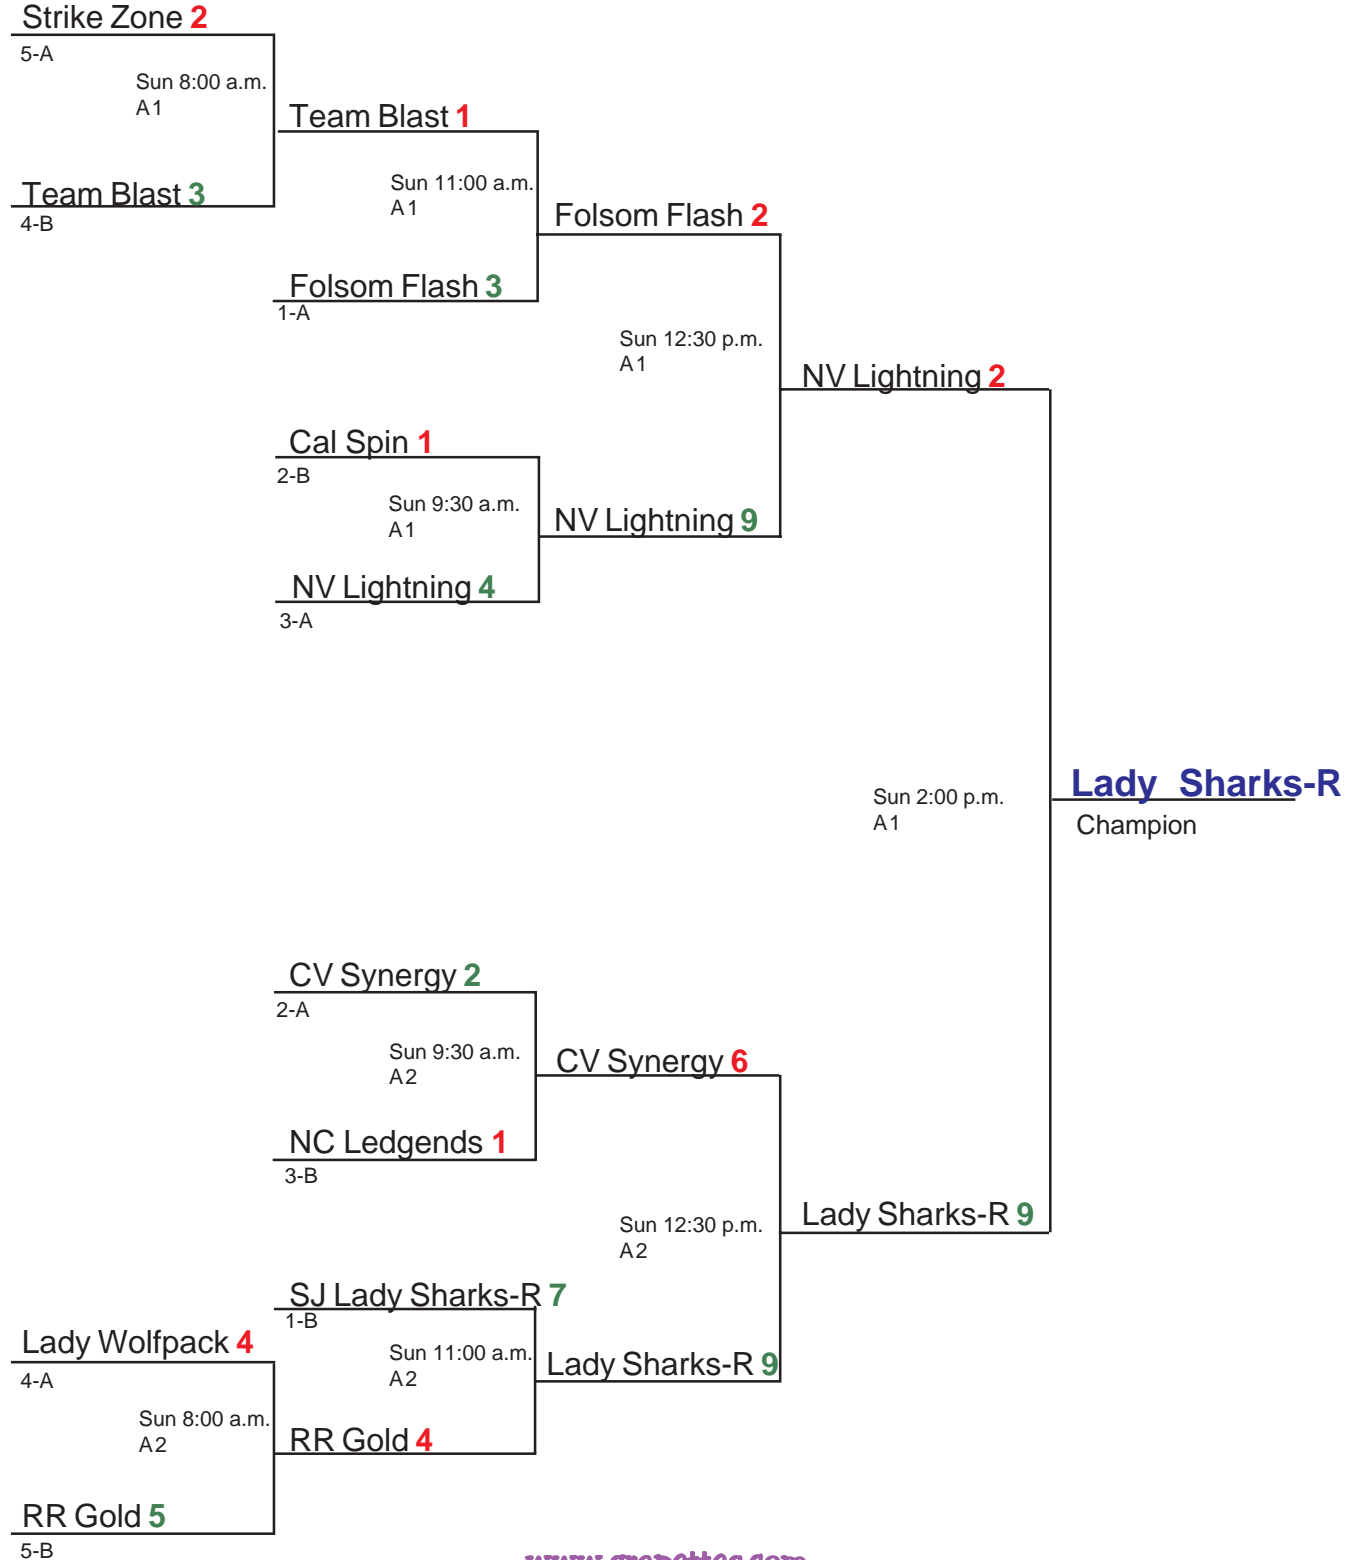 Strike Zone 2
5-A
Sun 8:00 a.m.
A1
Team Blast 3
4-B
Team Blast 1
Sun 11:00 a.m.
A1
Folsom Flash 3
1-A
Folsom Flash 2
Sun 12:30 p.m.
A1
Cal Spin 1
2-B
Sun 9:30 a.m.
A1
NV Lightning 4
3-A
NV Lightning 9
NV Lightning 2
Sun 2:00 p.m.
A1
Lady Sharks-R
Champion
CV Synergy 2
2-A
Sun 9:30 a.m.
A2
NC Ledgends 1
3-B
CV Synergy 6
Sun 12:30 p.m.
A2
Lady Sharks-R 9
SJ Lady Sharks-R 7
1-B
Sun 11:00 a.m.
A2
Lady Sharks-R 9
Lady Wolfpack 4
4-A
Sun 8:00 a.m.
A2
RR Gold 4
RR Gold 5
5-B